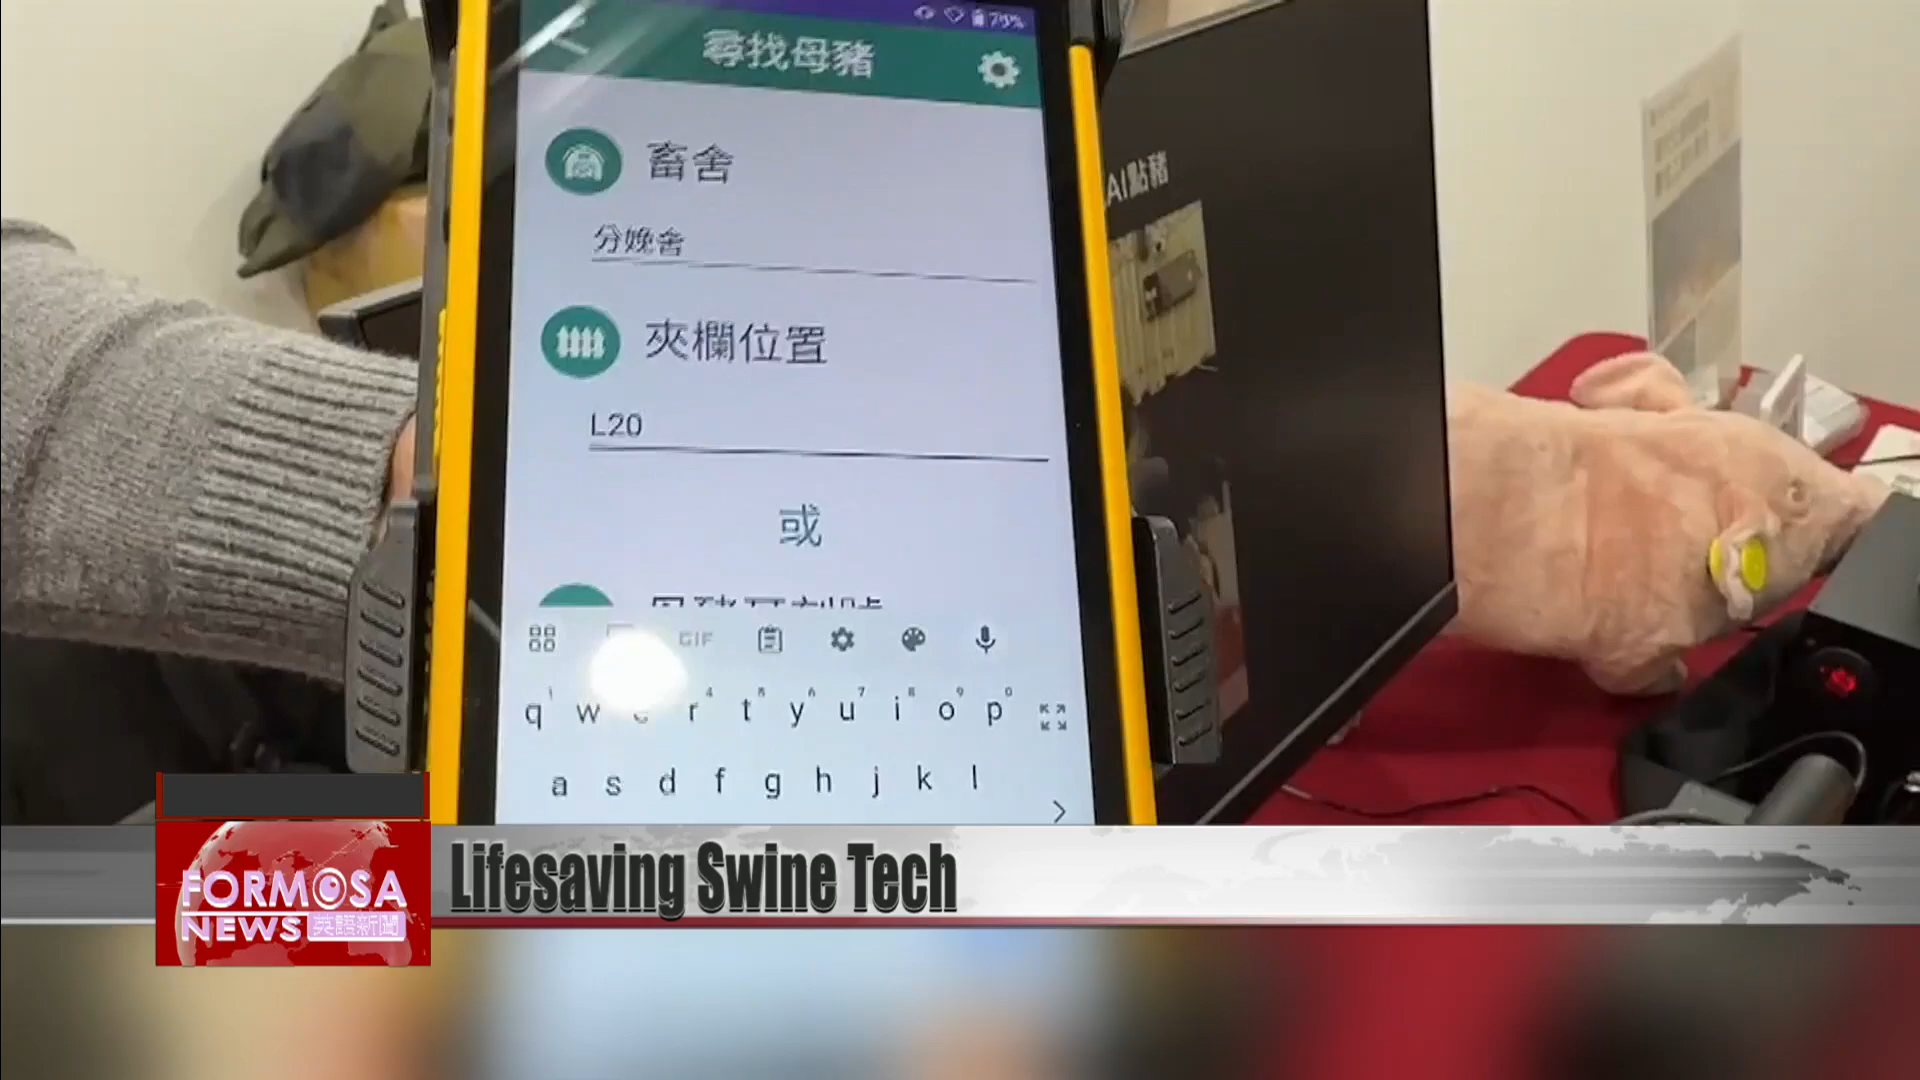 75%
尋找母豬
畜舍
分娩舍
夾欄位置
L20
或
GIF
q w r t y u i o p
a s d f g h j k l
AI點豬
Lifesaving Swine Tech
FORMOSA
NEWS 英語新聞